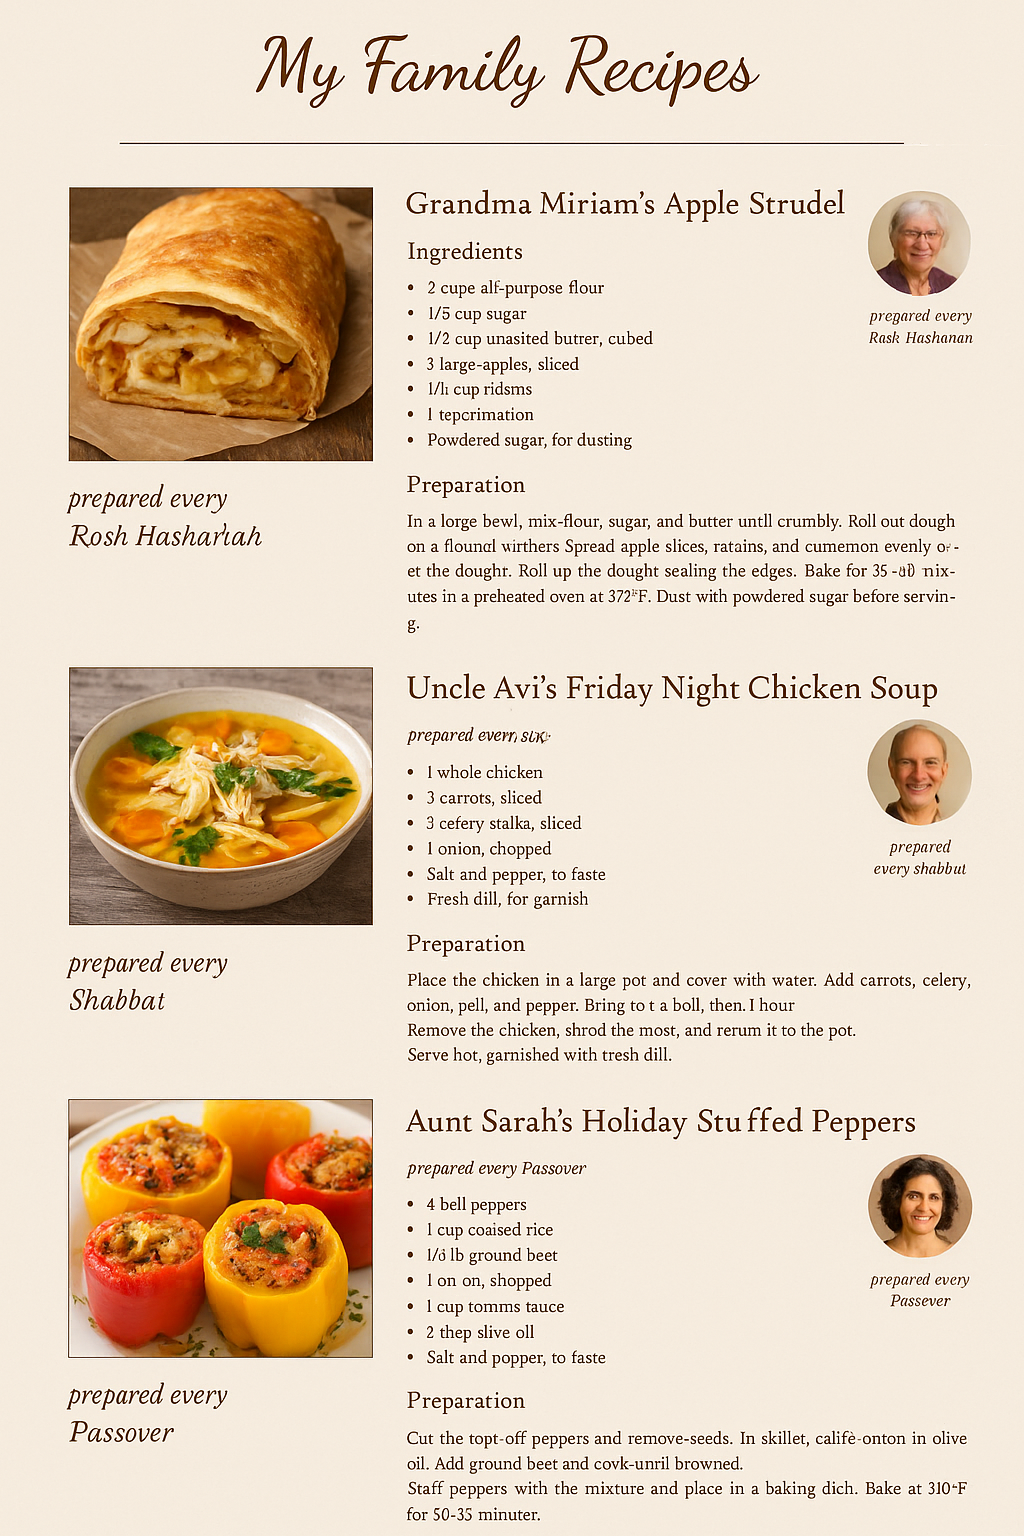 My Family Recipes
Grandma Miriam's Apple Strudel
Ingredients
• 2 cupe alf-purpose flour
• 1/5 cup sugar
• 1/2 cup unasited butrer, cubed
• 3 large-apples, sliced
• cup ridsms
• 1 tepcrimation
• Powdered sugar, for dusting
prepared every
Rask Hashanan
prepared every
Rosh
Preparation
In a lorge bewl, mix-flour, sugar, and butter untll crumbly. Roll out dough
on a wirthers Spread apple slices, ratains, and cumemon evenly
et the dought. Roll up the dought sealing the edges. Bake for 35
utes in a preheated oven at Dust with powdered sugar before servin-
g.
Uncle Avi's Friday Night Chicken Soup
prepared
• 1 whole chicken
• 3 carrots, sliced
• 3 cefery stalka, sliced
• 1 onion, chopped
• Salt and pepper, to faste
• Fresh dill, for garnish
prepared
every shabbut
prepared every
Shabbat
Preparation
Place the chicken in a large pot and cover with water. Add carrots, celery,
onion, pell, and pepper. Bring to t a boll, then. I hour
Remove the chicken, shrod the most, and rerum it to the pot.
Serve hot, garnished with tresh dill.
Aunt Sarah's Holiday Stuffed Peppers
prepared every Passover
• 4 bell peppers
• 1 cup coaised rice
• lb ground beet
• 1 on on, shopped
• 1 cup tomms tauce
• 2 thep slive oll
• Salt and popper, to faste
prepared every
Passever
prepared every
Passover
Preparation
Cut the topt-off peppers and remove-seeds. In skillet, califè-onton in olive
oil. Add ground beet and covk-unril browned.
Staff peppers with the mixture and place in a baking dich. Bake at
for 50-35 minuter.